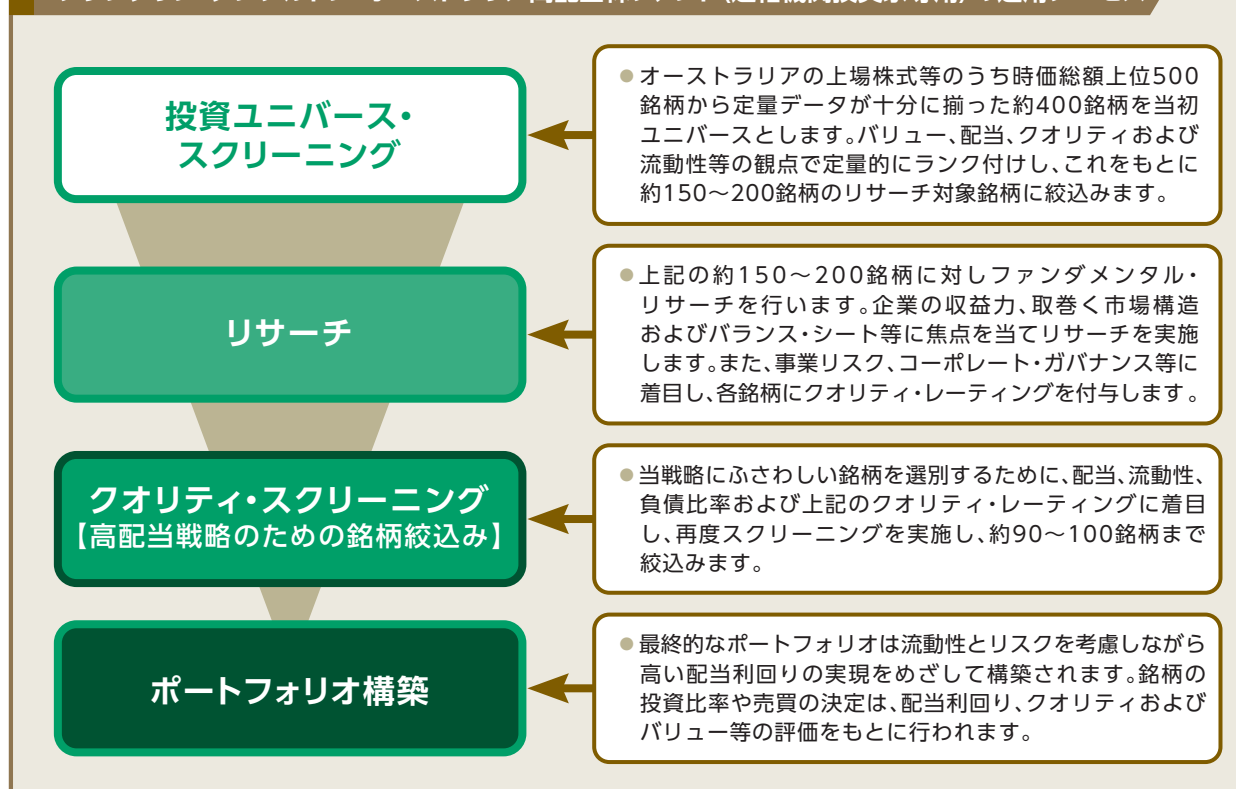 投資ユニバース・
スクリーニング
●オーストラリアの上場株式等のうち時価総額上位500
銘柄から定量データが十分に揃った約400銘柄を当初
ユニバースとします。バリュー、配当、クオリティおよび
流動性等の観点で定量的にランク付けし、これをもとに
約150～200銘柄のリサーチ対象銘柄に絞込みます。
リサーチ
●上記の約150～200銘柄に対しファンダメンタル・
リサーチを行います。企業の収益力、取巻く市場構造
およびバランス・シート等に焦点を当てリサーチを実施
します。また、事業リスク、コーポレート・ガバナンス等に
着目し、各銘柄にクオリティ・レーティングを付与します。
クオリティ・スクリーニング
【高配当戦略のための銘柄絞込み】
●当戦略にふさわしい銘柄を選別するために、配当、流動性、
負債比率および上記のクオリティ・レーティングに着目
し、再度スクリーニングを実施し、約90～100銘柄まで
絞込みます。
ポートフォリオ構築
●最終的なポートフォリオは流動性とリスクを考慮しながら
高い配当利回りの実現をめざして構築されます。銘柄の
投資比率や売買の決定は、配当利回り、クオリティおよび
バリュー等の評価をもとに行われます。